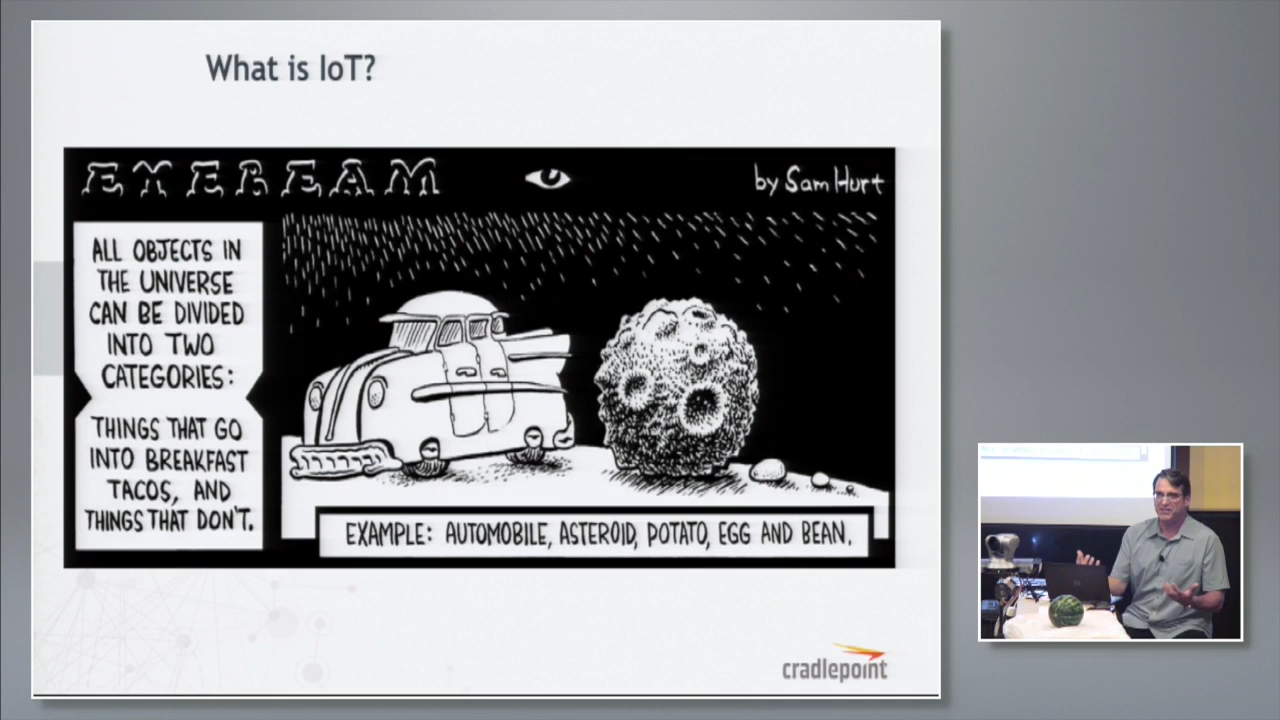 What is IoT?
EYEBEAM
by Sam Hurt
ALL OBJECTS IN
THE UNIVERSE
CAN BE DIVIDED
INTO TWO
CATEGORIES:
THINGS THAT GO
INTO BREAKFAST
TACOS, AND
THINGS THAT DON'T.
EXAMPLE: AUTOMOBILE, ASTEROID, POTATO, EGG AND BEAN.
cradlepoint